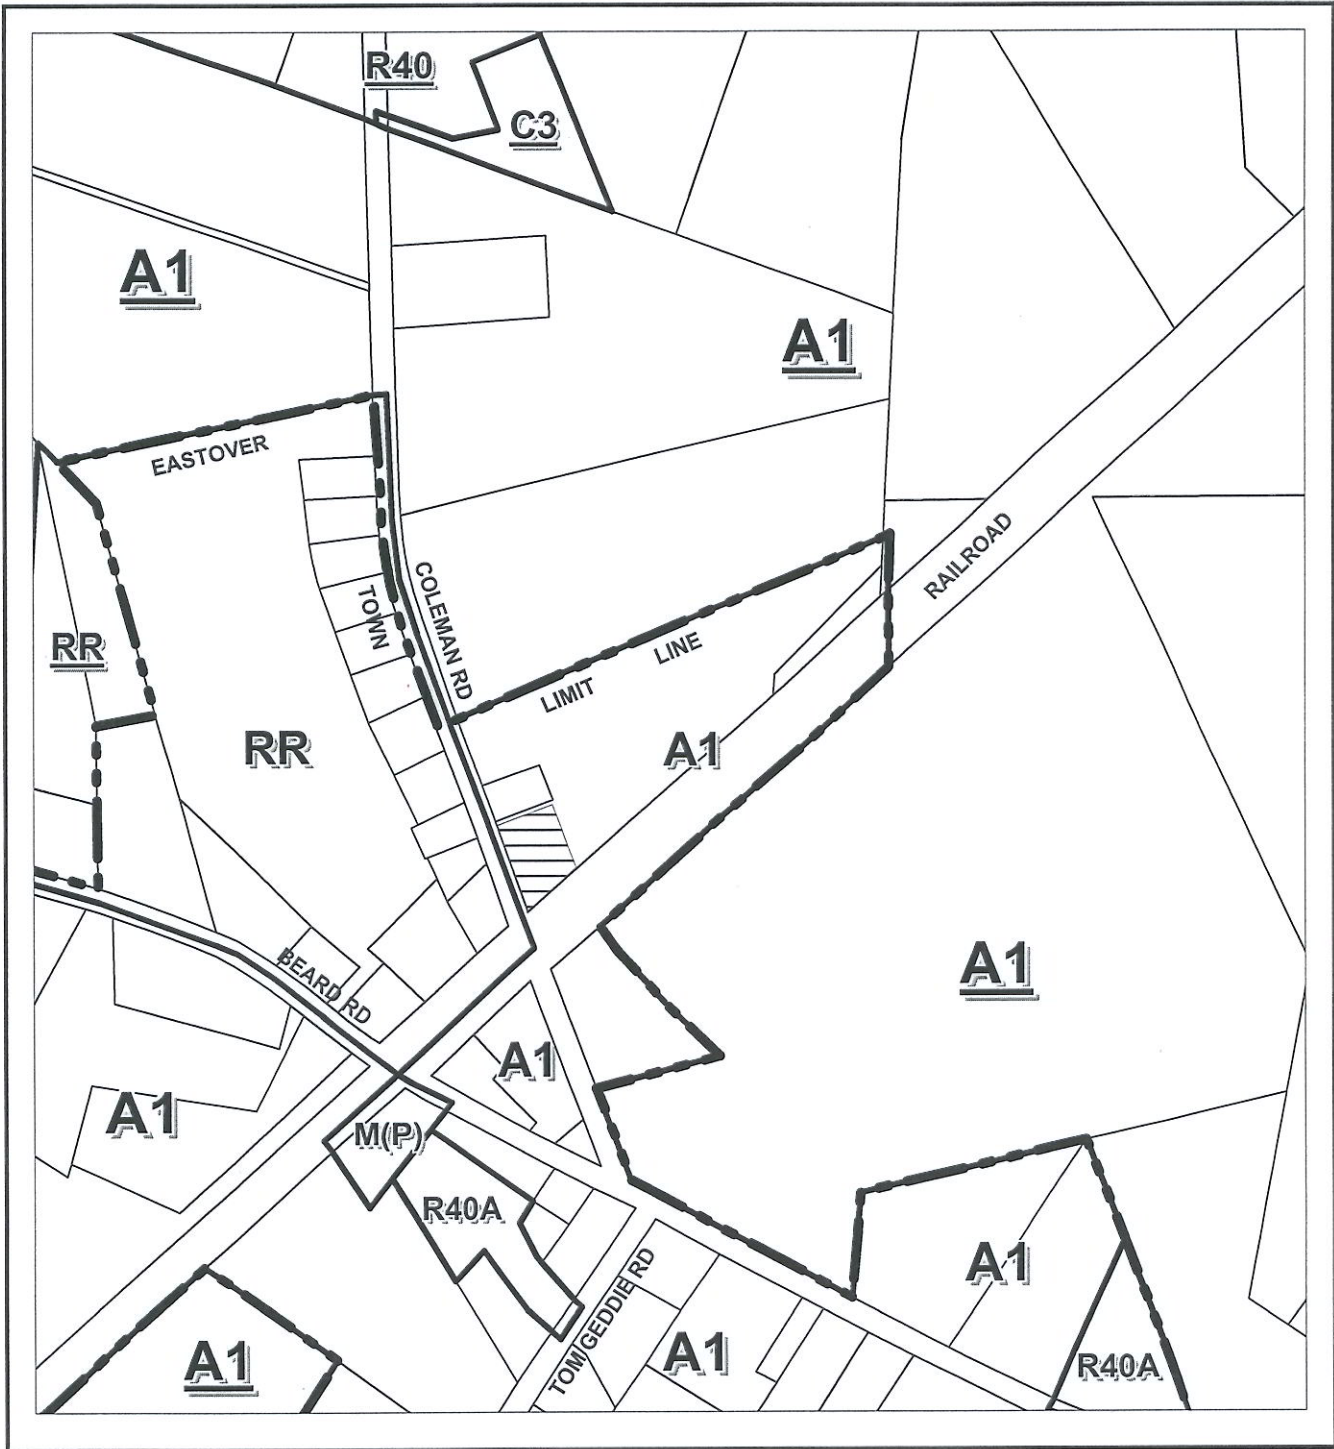 R40
C3
A1
A1
EASTOVER
RAILROAD
COLEMAN RD
TOWN
RR
LINE
LIMIT
RR
A1
BEARD RD
A1
A1
A1
M(P)
R40A
A1
TOM GEDDIE RD
A1
A1
R40A